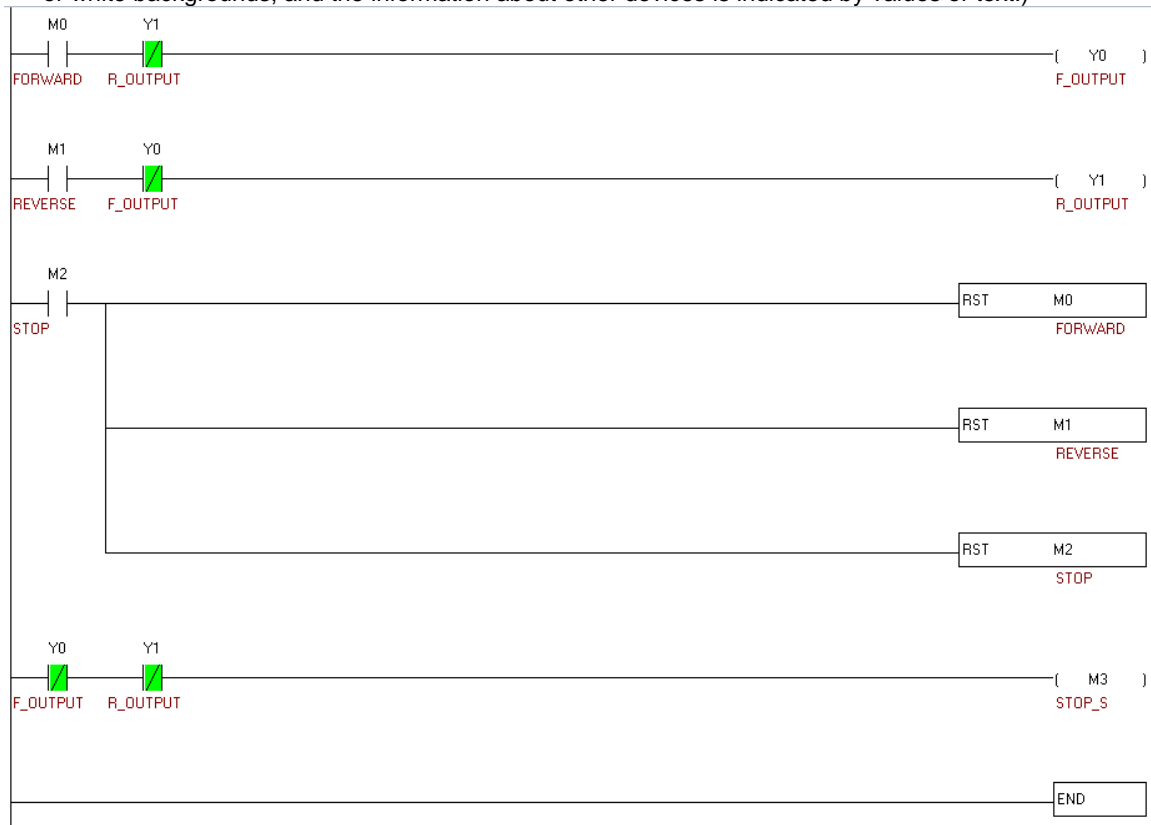 or white backgrounds, and the information about other devices is indicated by values or text.)
M0 Y1
( Y0 )
FORWARD R_OUTPUT F_OUTPUT
M1 Y0
( Y1 )
REVERSE F_OUTPUT R_OUTPUT
M2
RST M0
STOP FORWARD
RST M1
REVERSE
RST M2
STOP
Y0 Y1
( M3 )
F_OUTPUT R_OUTPUT STOP_S
END